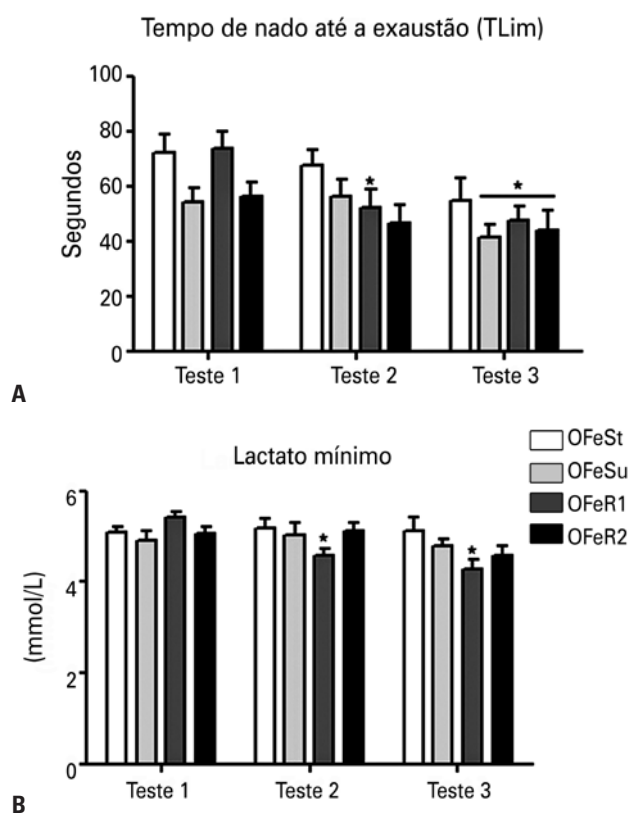 Tempo de nado até a exaustão (TLim)
100
80
60
40
20
0
Segundos
*
*
Teste 1 Teste 2 Teste 3
A
Lactato mínimo
OFeSt
OFeSu
OFeR1
OFeR2
6
4
2
0
(mmol/L)
*
*
Teste 1 Teste 2 Teste 3
B